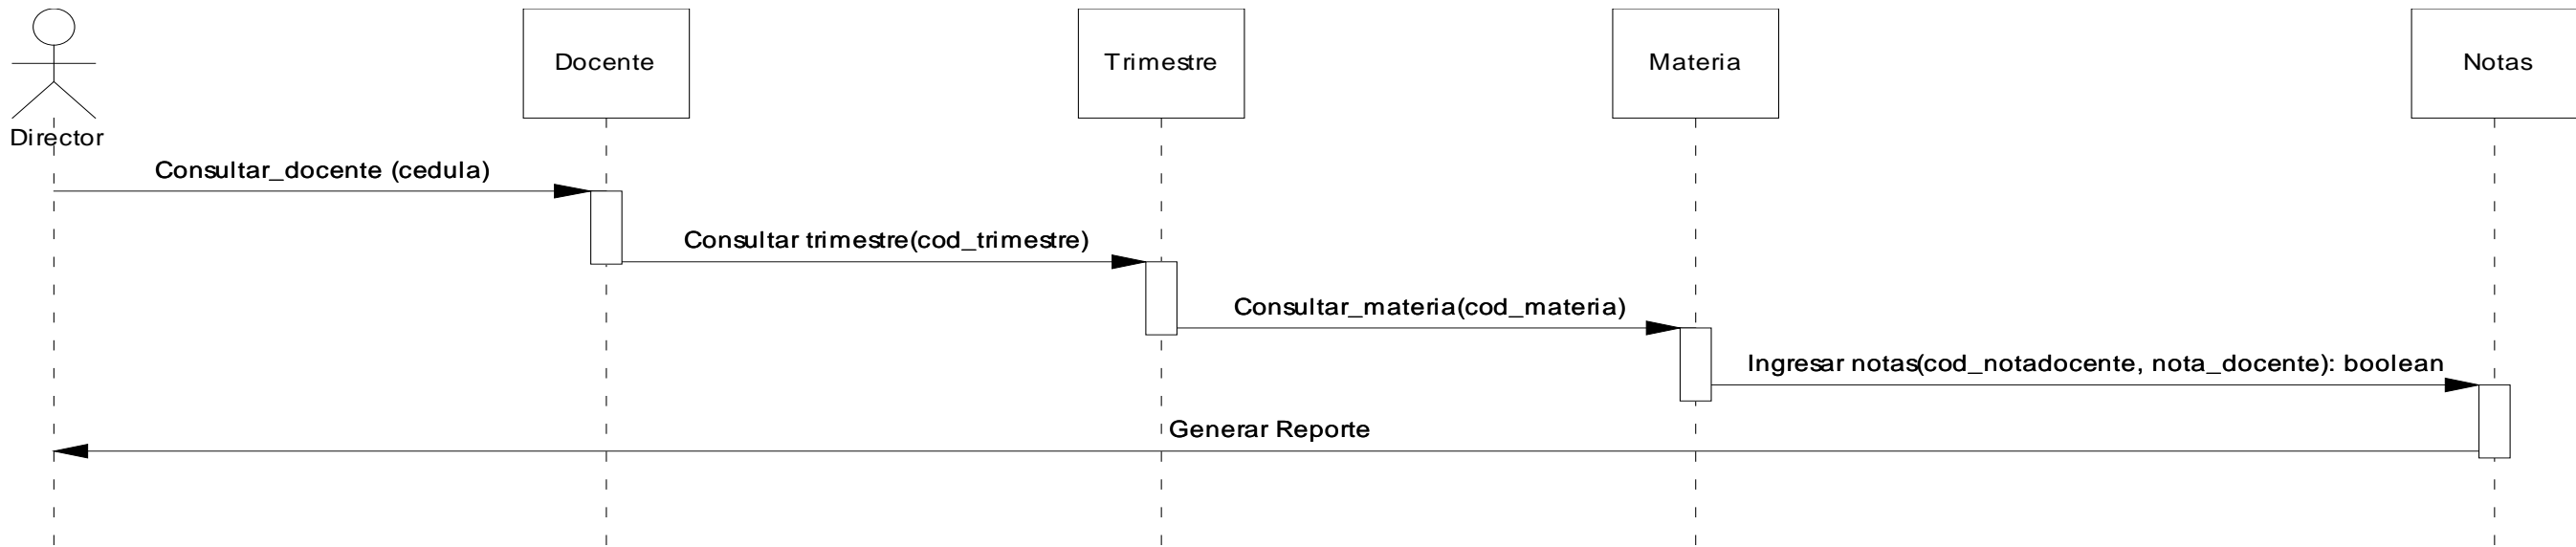 Docente
Trimestre
Materia
Notas
Director
Consultar_docente (cedula)
Consultar trimestre(cod_trimestre)
Consultar_materia(cod_materia)
Ingresar notas(cod_notadocente, nota_docente): boolean
Generar Reporte